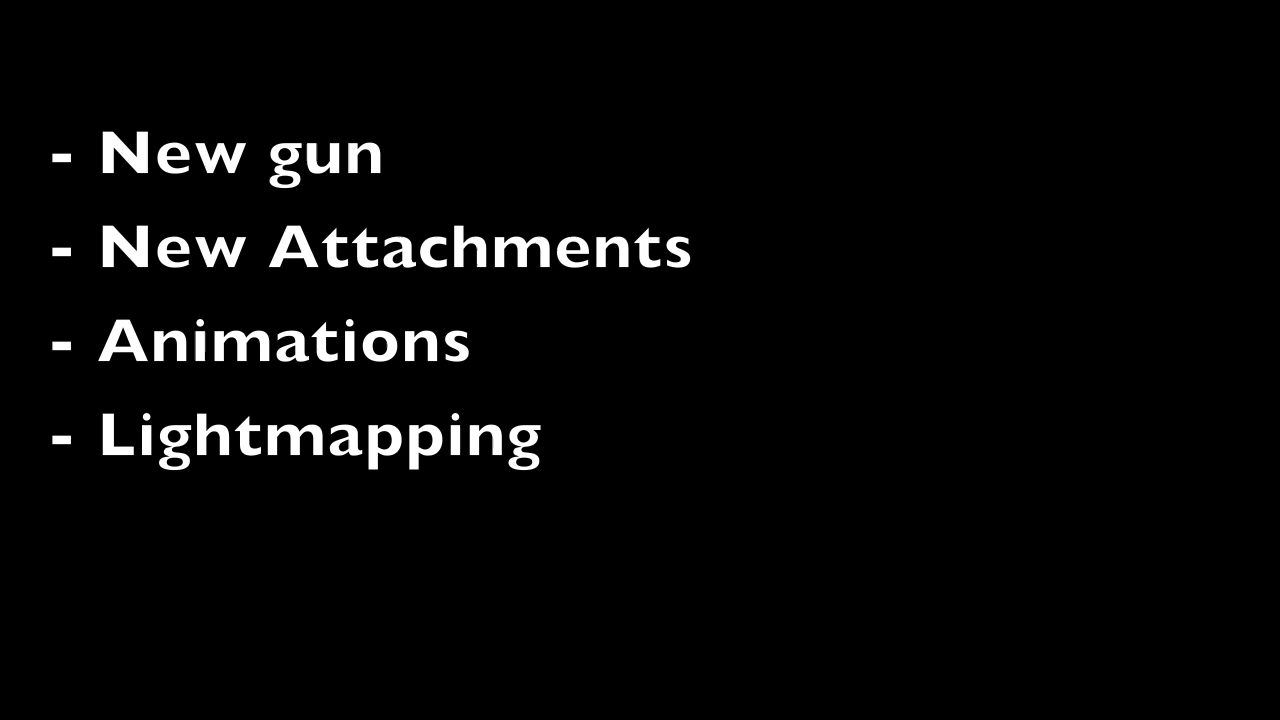 - New gun
- New Attachments
- Animations
- Lightmapping